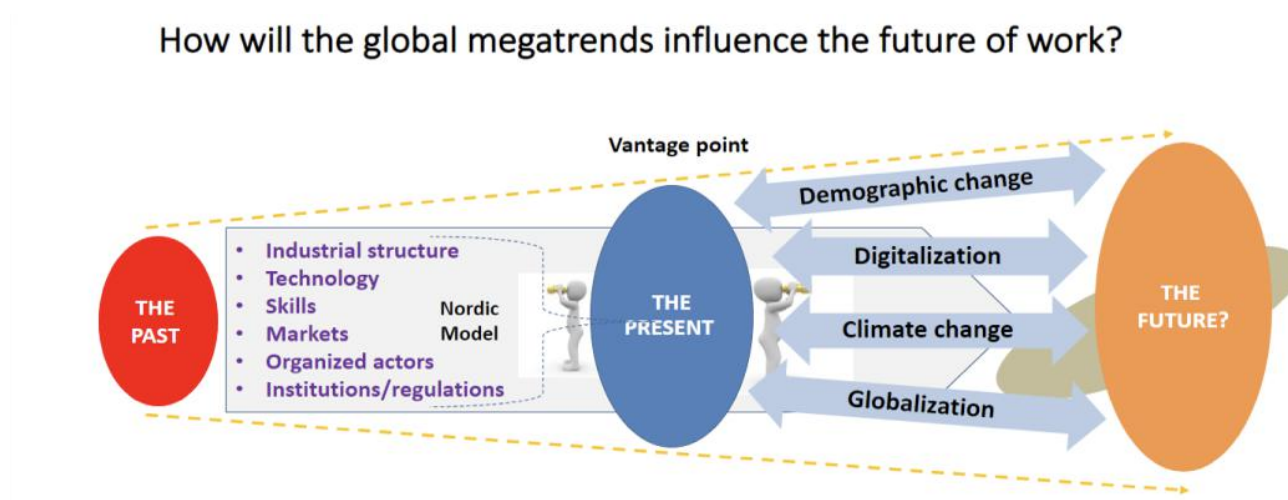 How will the global megatrends influence the future of work?
Vantage point
THE
PAST
• Industrial structure
• Technology
• Skills
• Markets
• Organized actors
• Institutions/regulations
Nordic
Model
THE
PRESENT
Demographic change
Digitalization
Climate change
Globalization
THE
FUTURE?